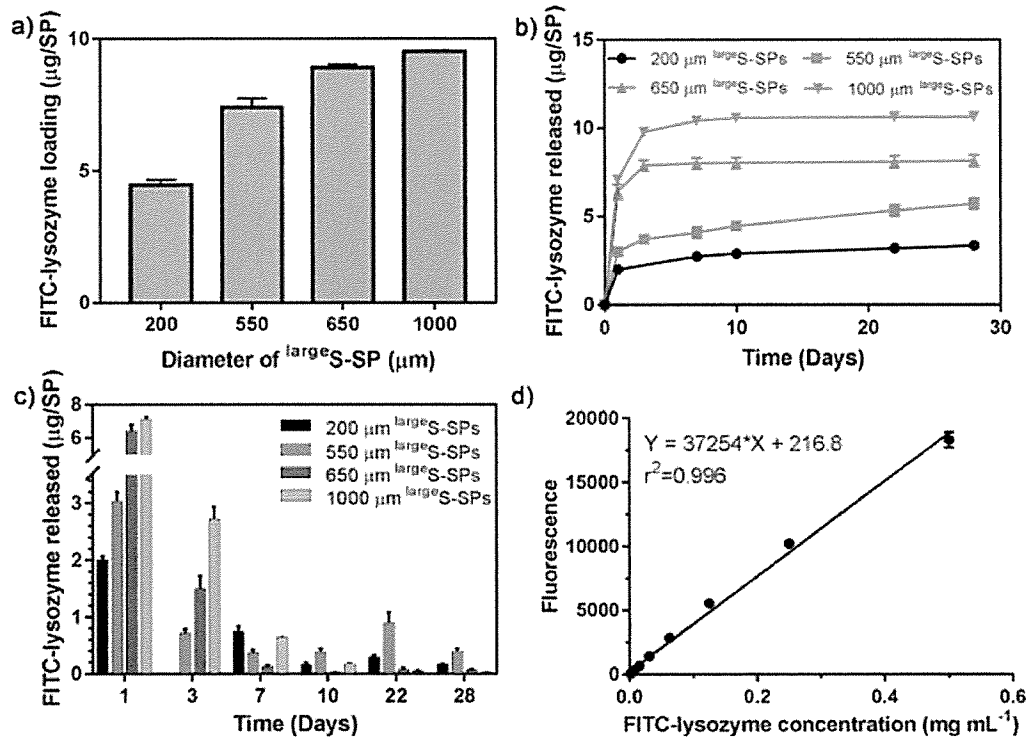 a)
FITC-lysozyme loading (µg/SP)
10
5
0
200 550 650 1000
Diameter of largeS-SP (µm)
b)
FITC-lysozyme released (µg/SP)
15
10
5
0
200 µm largeS-SPs
550 µm largeS-SPs
650 µm largeS-SPs
1000 µm largeS-SPs
0 10 20 30
Time (Days)
c)
FITC-lysozyme released (µg/SP)
8
6
3
2
1
0
200 µm largeS-SPs
550 µm largeS-SPs
650 µm largeS-SPs
1000 µm largeS-SPs
1 3 7 10 22 28
Time (Days)
d)
Fluorescence
20000
15000
10000
5000
0
Y = 37254*X + 216.8
r²=0.996
0.0 0.2 0.4 0.6
FITC-lysozyme concentration (mg mL⁻¹)